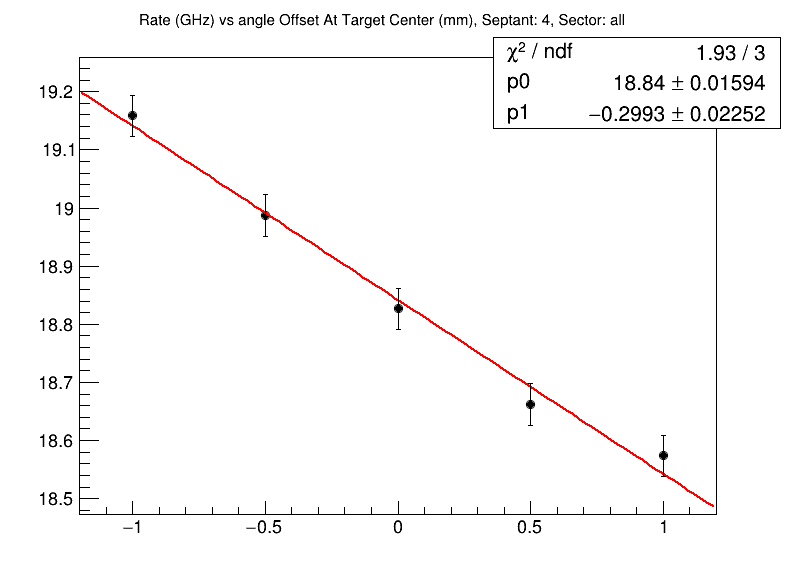 Rate (GHz) vs angle Offset At Target Center (mm), Septant: 4, Sector: all
χ² / ndf 1.93 / 3
p0 18.84 ± 0.01594
p1 −0.2993 ± 0.02252
19.2
19.1
19
18.9
18.8
18.7
18.6
18.5
−1 −0.5 0 0.5 1